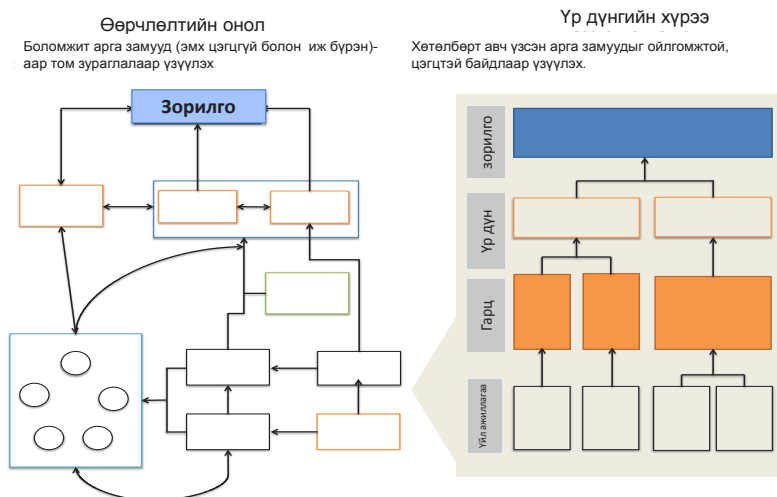 Өөрчлөлтийн онол
Боломжит арга замууд (эмх цэгцгүй болон иж бүрэн)-
аар том зураглалаар үзүүлэх
Зорилго
Үр дүнгийн хүрээ
Хөтөлбөрт авч үзсэн арга замуудыг ойлгомжтой,
цэгцтэй байдлаар үзүүлэх.
зорилго
Үр дүн
Гарц
Үйл ажиллагаа